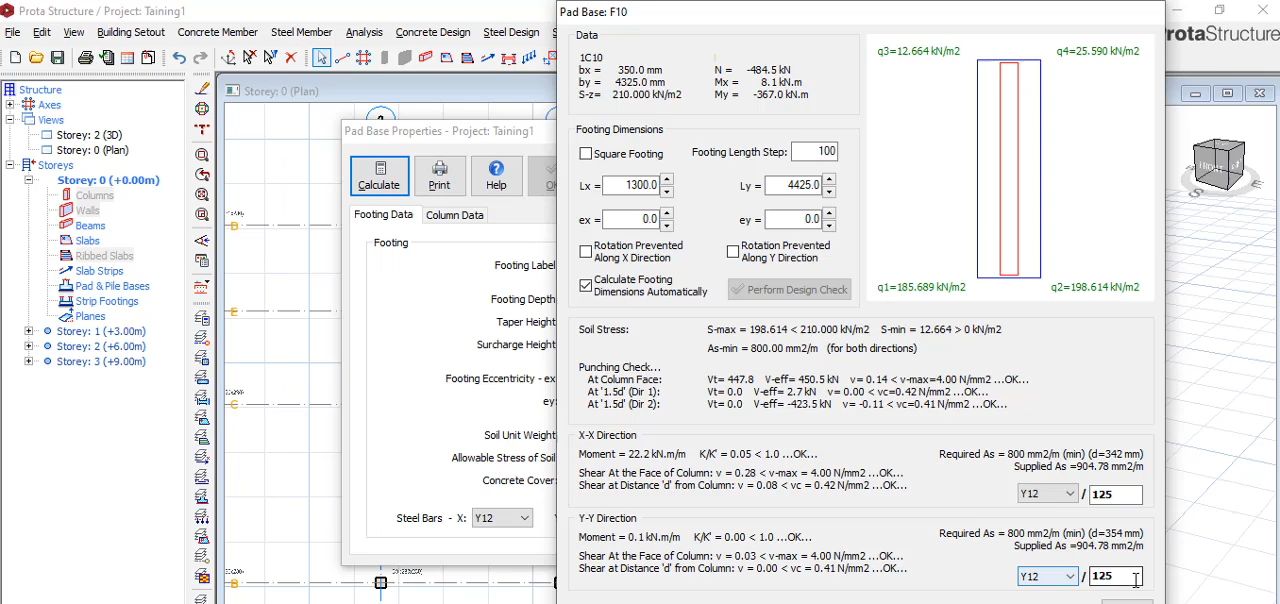 Prota Structure / Project: Taining1
File Edit View Building Setout Concrete Member Steel Member Analysis Concrete Design Steel Design
Structure
Axes
Views
Storey: 2 (3D)
Storey: 0 (Plan)
Storeys
Storey: 0 (+0.00m)
Columns
Walls
Beams
Slabs
Ribbed Slabs
Slab Strips
Pad & Pile Bases
Strip Footings
Planes
Storey: 1 (+3.00m)
Storey: 2 (+6.00m)
Storey: 3 (+9.00m)
Storey: 0 (Plan)
Pad Base Properties - Project: Taining1
Calculate
Print
Help
Footing Data
Column Data
Footing
Footing Label
Footing Depth:
Taper Height:
Surcharge Height:
Footing Eccentricity - ex
ey:
Soil Unit Weight
Allowable Stress of Soil
Concrete Cover:
Steel Bars - X: Y12
Pad Base: F10
Data
1C10
bx = 350.0 mm
by = 4325.0 mm
S-z= 210.000 kN/m2
N = -484.5 kN
Mx = 8.1 kN.m
My = -367.0 kN.m
Footing Dimensions
Square Footing
Footing Length Step: 100
Lx = 1300.0
Ly = 4425.0
ex = 0.0
ey = 0.0
Rotation Prevented
Along X Direction
Rotation Prevented
Along Y Direction
Calculate Footing
Dimensions Automatically
Perform Design Check
q3=12.664 kN/m2
q4=25.590 kN/m2
q1=185.689 kN/m2
q2=198.614 kN/m2
Soil Stress: S-max = 198.614 < 210.000 kN/m2 S-min = 12.664 > 0 kN/m2
As-min = 800.00 mm2/m (for both directions)
Punching Check...
At Column Face: Vt= 447.8 V-eff= 450.5 kN v= 0.14 < v-max=4.00 N/mm2 ...OK...
At '1.5d' (Dir 1): Vt= 0.0 V-eff= 2.7 kN v= 0.00 < vc=0.42 N/mm2 ...OK...
At '1.5d' (Dir 2): Vt= 0.0 V-eff= -423.5 kN v= -0.11 < vc=0.41 N/mm2 ...OK...
X-X Direction
Moment = 22.2 kN.m/m K/K' = 0.05 < 1.0 ...OK...
Shear At the Face of Column: v = 0.28 < v-max = 4.00 N/mm2 ...OK...
Shear at Distance 'd' from Column: v = 0.08 < vc = 0.42 N/mm2 ...OK...
Required As = 800 mm2/m (min) (d=342 mm)
Supplied As=904.78 mm2/m
Y12 / 125
Y-Y Direction
Moment = 0.1 kN.m/m K/K' = 0.00 < 1.0 ...OK...
Shear At the Face of Column: v = 0.03 < v-max = 4.00 N/mm2 ...OK...
Shear at Distance 'd' from Column: v = 0.00 < vc = 0.41 N/mm2 ...OK...
Required As = 800 mm2/m (min) (d=354 mm)
Supplied As=904.78 mm2/m
Y12 / 125
rotaStructure
FRONT
S
E
E
C
B